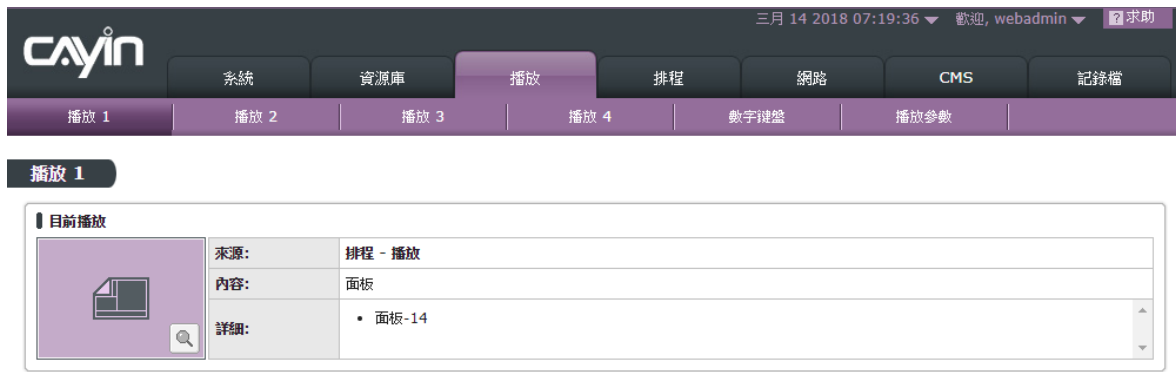 三月 14 2018 07:19:36 歡迎, webadmin ?求助
CAYIN
系統 資源庫 播放 排程 網路 CMS 記錄檔
播放 1 播放 2 播放 3 播放 4 數字鍵盤 播放參數
播放 1
目前播放
來源: 排程 - 播放
內容: 面板
詳細: • 面板-14